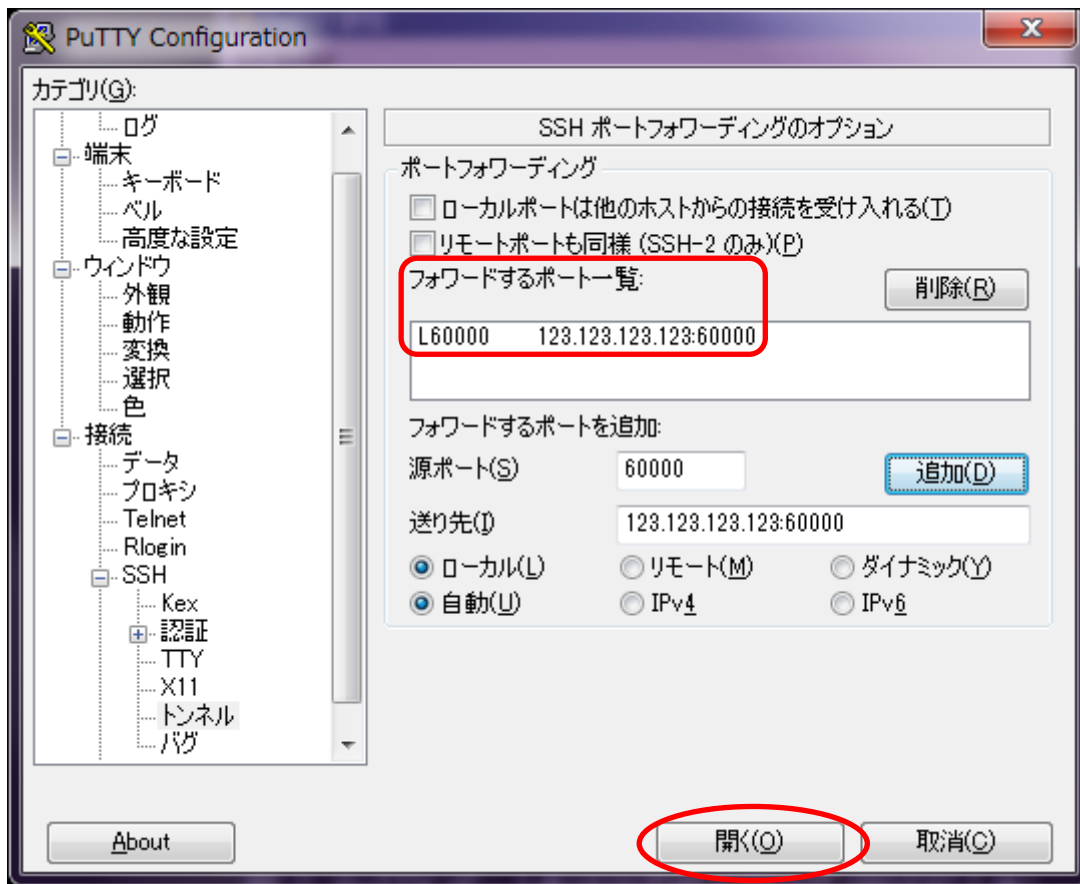 PuTTY Configuration
カテゴリ(G):
ログ
端末
キーボード
ベル
高度な設定
ウィンドウ
外観
動作
変換
選択
色
接続
データ
プロキシ
Telnet
Rlogin
SSH
Kex
認証
TTY
X11
トンネル
バグ
SSH ポートフォワーディングのオプション
ポートフォワーディング
ローカルポートは他のホストからの接続を受け入れる(T)
リモートポートも同様 (SSH-2 のみ)(P)
フォワードするポート一覧:
削除(R)
L60000 123.123.123.123:60000
フォワードするポートを追加:
源ポート(S) 60000 追加(D)
送り先(I) 123.123.123.123:60000
ローカル(L) リモート(M) ダイナミック(Y)
自動(U) IPv4 IPv6
About 開く(O) 取消(C)